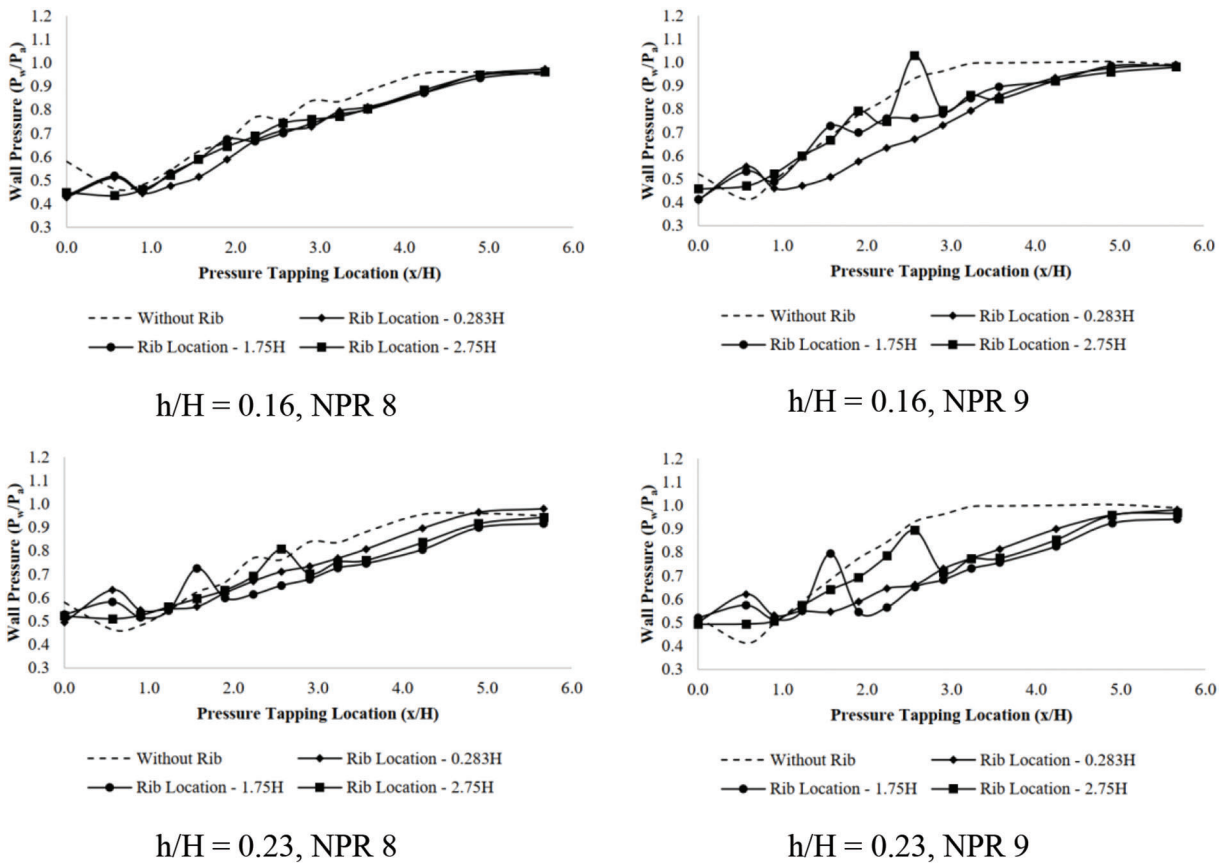 1.2
1.1
1.0
0.9
0.8
0.7
0.6
0.5
0.4
0.3
Wall Pressure (Pw/Pa)
0.0 1.0 2.0 3.0 4.0 5.0 6.0
Pressure Tapping Location (x/H)
Without Rib
Rib Location - 0.283H
Rib Location - 1.75H
Rib Location - 2.75H
h/H = 0.16, NPR 8
1.2
1.1
1.0
0.9
0.8
0.7
0.6
0.5
0.4
0.3
Wall Pressure (Pw/Pa)
0.0 1.0 2.0 3.0 4.0 5.0 6.0
Pressure Tapping Location (x/H)
Without Rib
Rib Location - 0.283H
Rib Location - 1.75H
Rib Location - 2.75H
h/H = 0.16, NPR 9
1.2
1.1
1.0
0.9
0.8
0.7
0.6
0.5
0.4
0.3
Wall Pressure (Pw/Pa)
0.0 1.0 2.0 3.0 4.0 5.0 6.0
Pressure Tapping Location (x/H)
Without Rib
Rib Location - 0.283H
Rib Location - 1.75H
Rib Location - 2.75H
h/H = 0.23, NPR 8
1.2
1.1
1.0
0.9
0.8
0.7
0.6
0.5
0.4
0.3
Wall Pressure (Pw/Pa)
0.0 1.0 2.0 3.0 4.0 5.0 6.0
Pressure Tapping Location (x/H)
Without Rib
Rib Location - 0.283H
Rib Location - 1.75H
Rib Location - 2.75H
h/H = 0.23, NPR 9